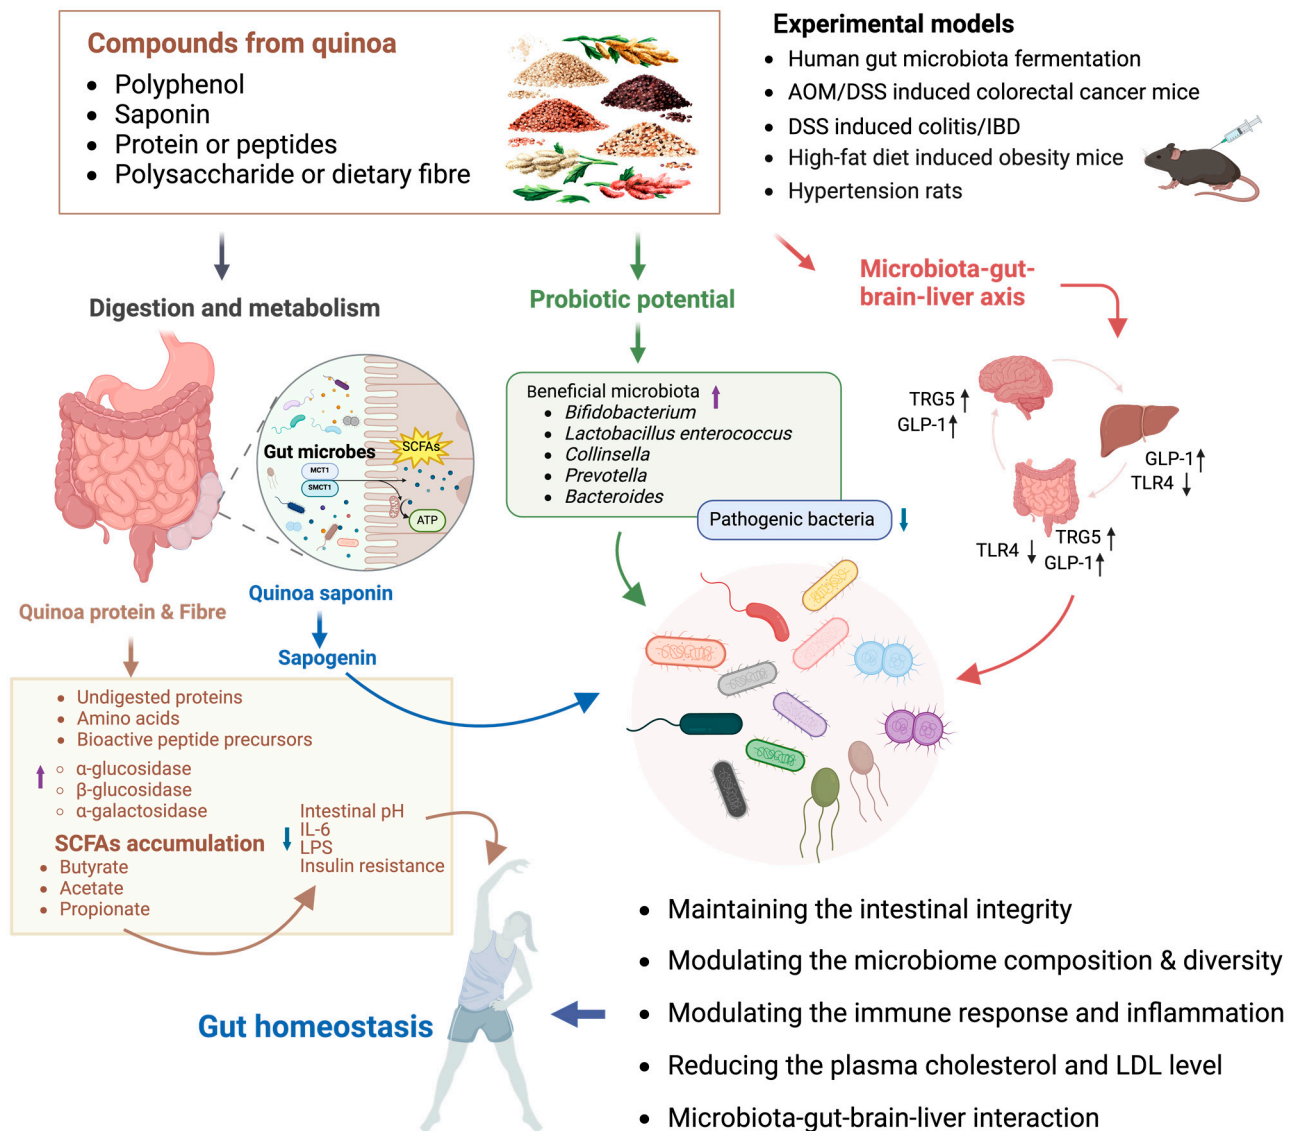 Compounds from quinoa
• Polyphenol
• Saponin
• Protein or peptides
• Polysaccharide or dietary fibre
Experimental models
• Human gut microbiota fermentation
• AOM/DSS induced colorectal cancer mice
• DSS induced colitis/IBD
• High-fat diet induced obesity mice
• Hypertension rats
Digestion and metabolism
Gut microbes
MCT1
SMCT1
SCFAs
ATP
Probiotic potential
Beneficial microbiota ↑
• Bifidobacterium
• Lactobacillus enterococcus
• Collinsella
• Prevotella
• Bacteroides
Pathogenic bacteria ↓
Microbiota-gut-
brain-liver axis
TRG5 ↑
GLP-1 ↑
GLP-1 ↑
TLR4 ↓
TLR4 ↓
TRG5 ↑
GLP-1 ↑
Quinoa protein & Fibre
Quinoa saponin
Sapogenin
• Undigested proteins
• Amino acids
• Bioactive peptide precursors
↑
○ α-glucosidase
○ β-glucosidase
○ α-galactosidase
SCFAs accumulation
• Butyrate
• Acetate
• Propionate
↓
Intestinal pH
IL-6
LPS
Insulin resistance
Gut homeostasis
• Maintaining the intestinal integrity
• Modulating the microbiome composition & diversity
• Modulating the immune response and inflammation
• Reducing the plasma cholesterol and LDL level
• Microbiota-gut-brain-liver interaction